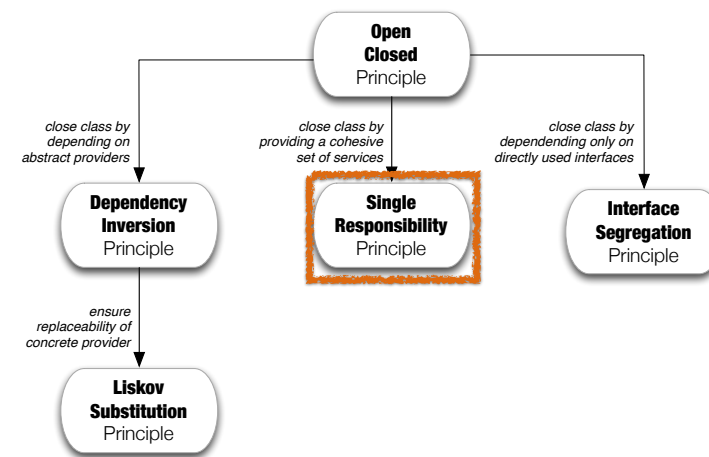 Open
Closed
Principle
close class by
depending on
abstract providers
close class by
providing a cohesive
set of services
close class by
dependending only on
directly used interfaces
Dependency
Inversion
Principle
Single
Responsibility
Principle
Interface
Segregation
Principle
ensure
replaceability of
concrete provider
Liskov
Substitution
Principle